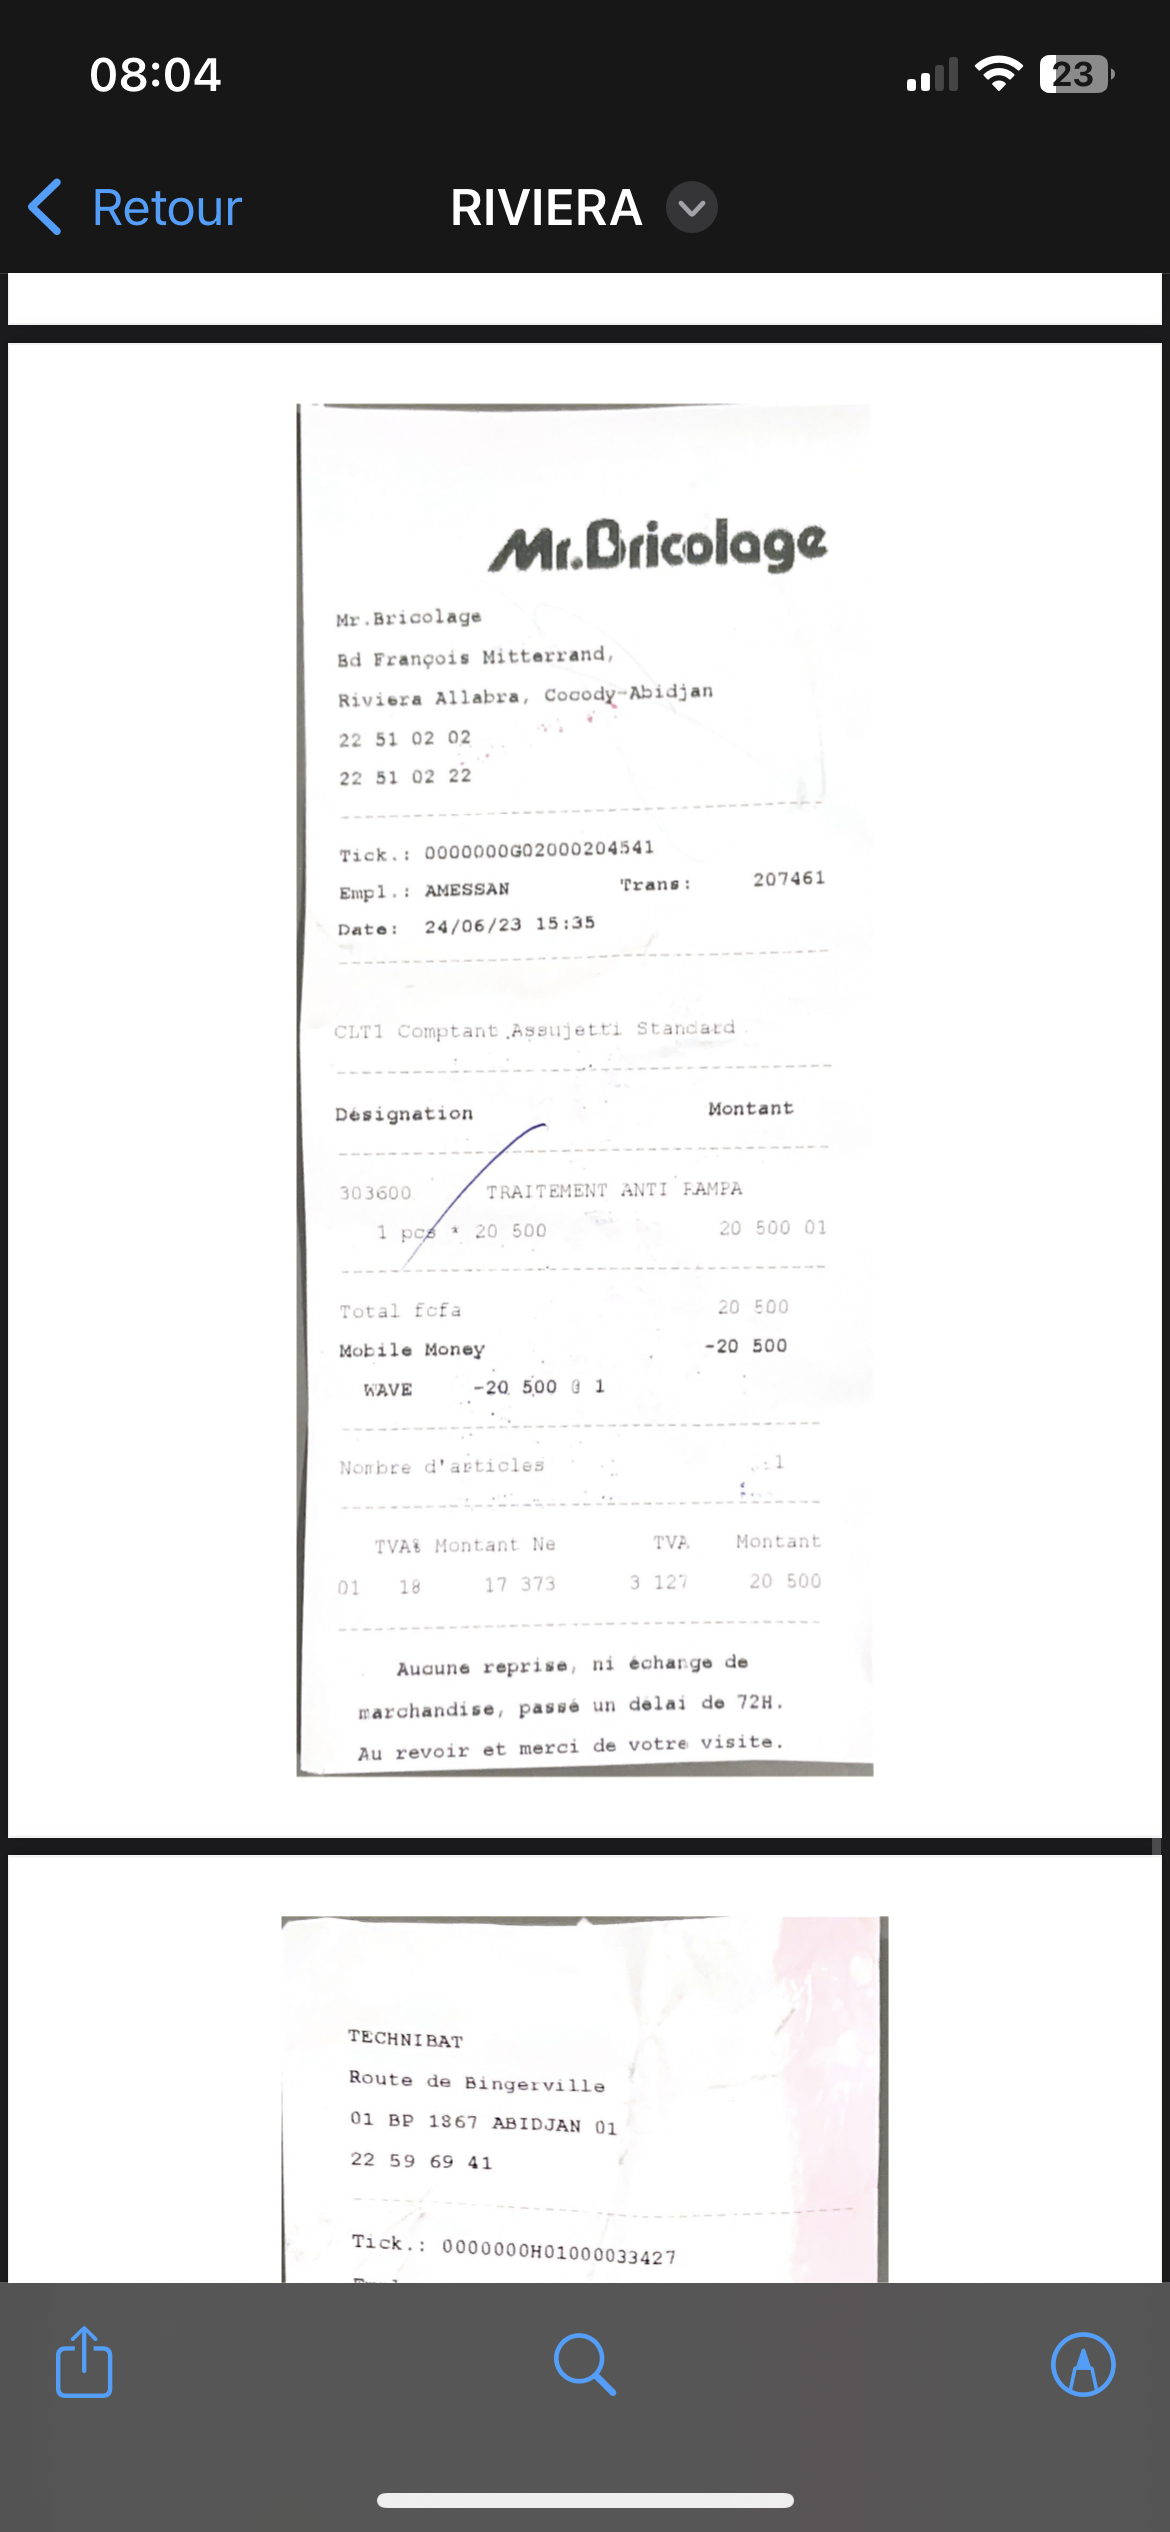 08:04
23
Retour
RIVIERA
Mr.Bricolage
Mr.Bricolage
Bd François Mitterrand,
Riviera Allabra, Cocody-Abidjan
22 51 02 02
22 51 02 22
Tick.: 0000000G02000204541
Empl.: AMESSAN Trans: 207461
Date: 24/06/23 15:35
CLT1 Comptant Assujetti Standard
Désignation Montant
303600 TRAITEMENT ANTI RAMPA
1 pcs * 20 500 20 500 01
Total fcfa 20 500
Mobile Money -20 500
WAVE -20 500 @ 1
Nombre d'articles :1
TVA% Montant Ne TVA Montant
01 18 17 373 3 127 20 500
Aucune reprise, ni échange de
marchandise, passé un délai de 72H.
Au revoir et merci de votre visite.
TECHNIBAT
Route de Bingerville
01 BP 1867 ABIDJAN 01
22 59 69 41
Tick.: 0000000H01000033427